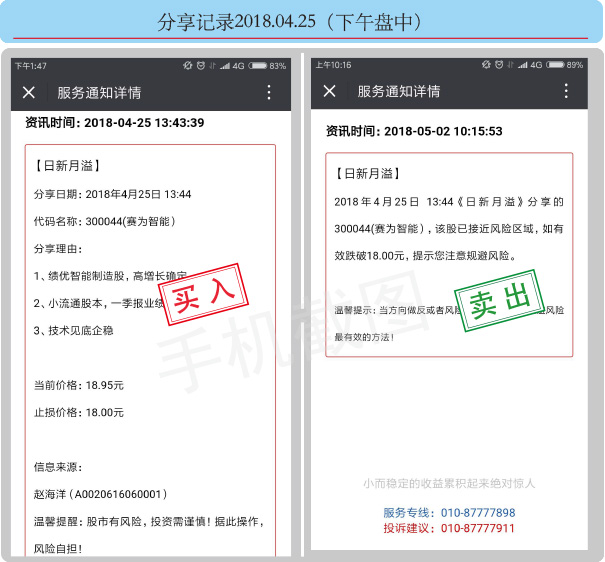 分享记录2018.04.25（下午盘中）
下午1:47
4G
83%
服务通知详情
资讯时间：2018-04-25 13:43:39
【日新月溢】
分享日期：2018年4月25日 13:44
代码名称：300044(赛为智能）
分享理由：
1、绩优智能制造股，高增长确定
2、小流通股本，一季报业绩
3、技术见底企稳
买入
当前价格：18.95元
止损价格：18.00元
信息来源：
赵海洋（A0020616060001）
温馨提醒：股市有风险，投资需谨慎！据此操作，
风险自担！
上午10:16
4G
89%
服务通知详情
资讯时间：2018-05-02 10:15:53
【日新月溢】
2018年4月25日 13:44《日新月溢》分享的
300044(赛为智能），该股已接近风险区域，如有
效跌破18.00元，提示您注意规避风险。
卖出
温馨提示：当方向做反或者风
风险
最有效的方法！
小而稳定的收益累积起来绝对惊人
服务专线：010-87777898
投诉建议：010-87777911
手机截图